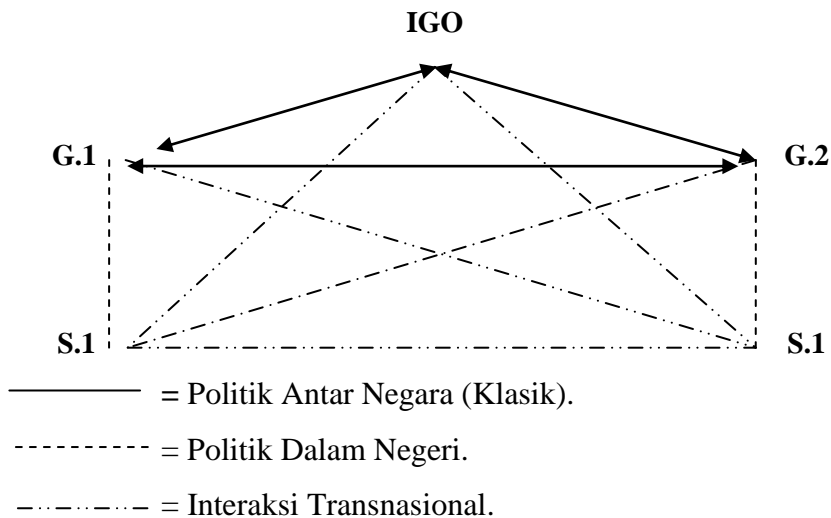 IGO
G.1 G.2
S.1 S.1
= Politik Antar Negara (Klasik).
= Politik Dalam Negeri.
= Interaksi Transnasional.